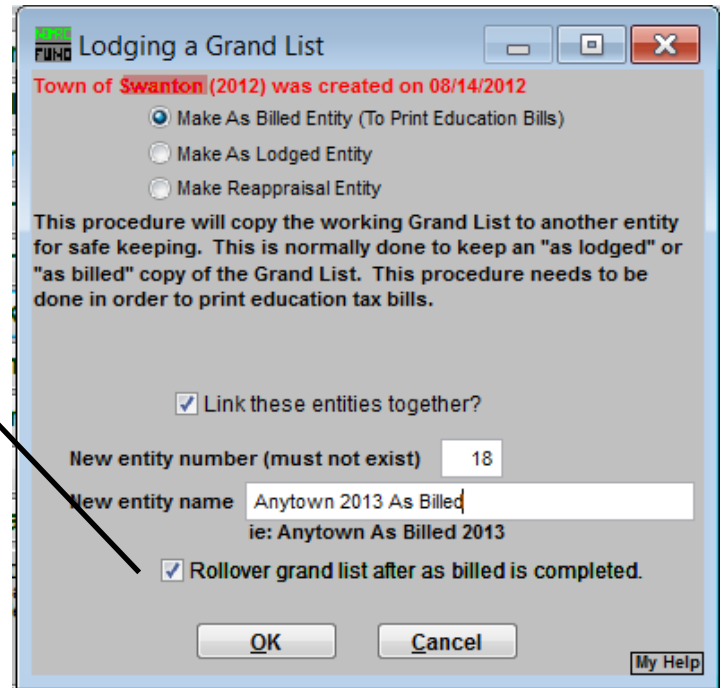 NEMRC
FUND Lodging a Grand List
Town of Swanton (2012) was created on 08/14/2012
Make As Billed Entity (To Print Education Bills)
Make As Lodged Entity
Make Reappraisal Entity
This procedure will copy the working Grand List to another entity
for safe keeping. This is normally done to keep an "as lodged" or
"as billed" copy of the Grand List. This procedure needs to be
done in order to print education tax bills.
Link these entities together?
New entity number (must not exist) 18
New entity name Anytown 2013 As Billed
ie: Anytown As Billed 2013
Rollover grand list after as billed is completed.
OK Cancel
My Help